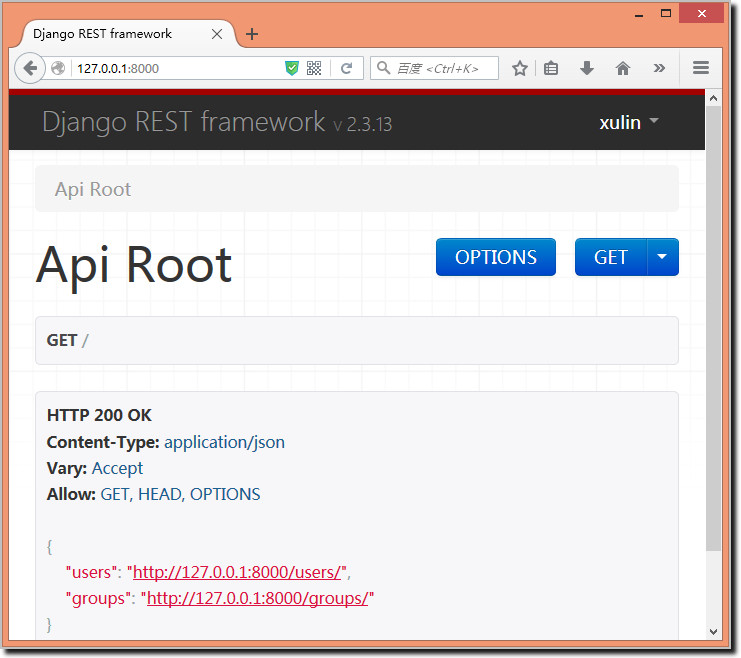 Django REST framework
127.0.0.1:8000
百度 <Ctrl+K>
Django REST framework v 2.3.13
xulin
Api Root
Api Root
OPTIONS
GET
GET /
HTTP 200 OK
Content-Type: application/json
Vary: Accept
Allow: GET, HEAD, OPTIONS
{
"users": "http://127.0.0.1:8000/users/",
"groups": "http://127.0.0.1:8000/groups/"
}